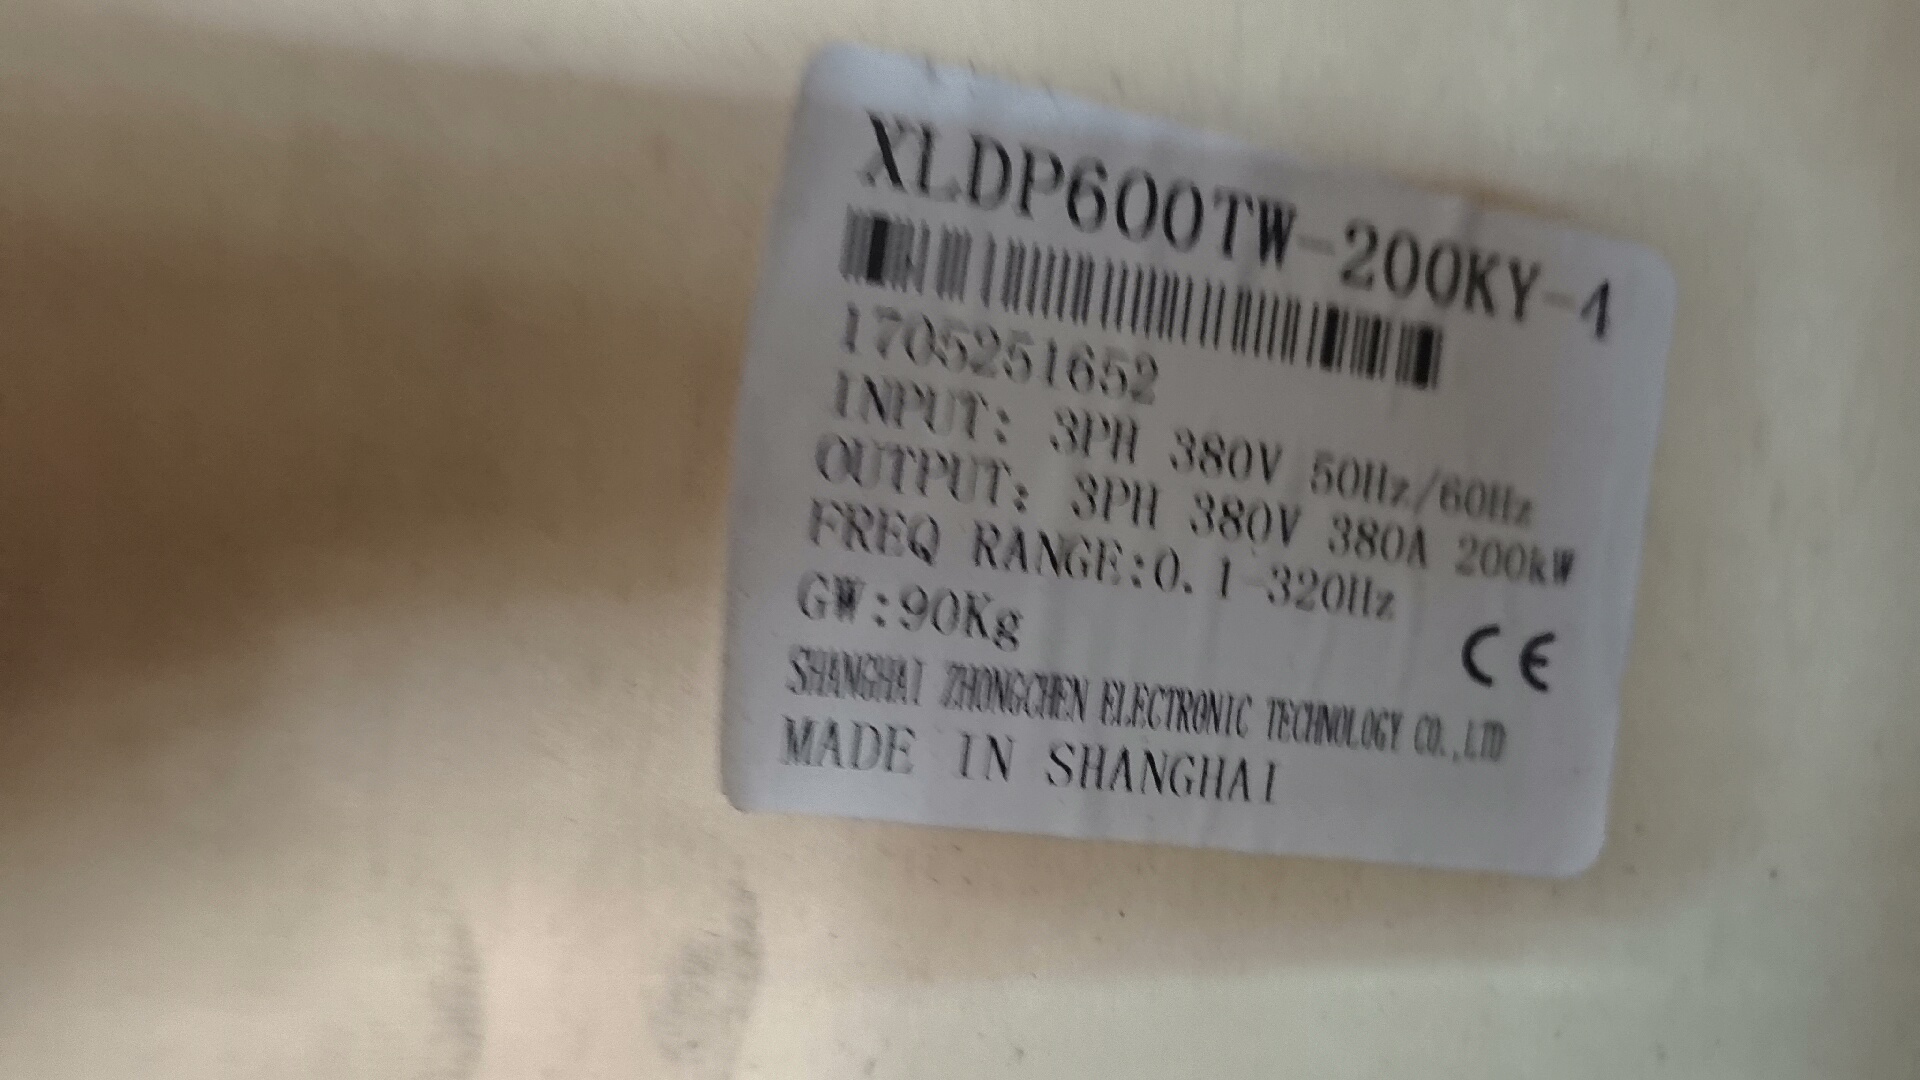 XLDP600TW-200KY-4
1705251652
INPUT: 3PH 380V 50Hz/60Hz
OUTPUT: 3PH 380V 380A 200kW
FREQ RANGE:0.1-320Hz
GW:90Kg
CE
SHANGHAI ZHONGCHEN ELECTRONIC TECHNOLOGY CO.,LTD
MADE IN SHANGHAI